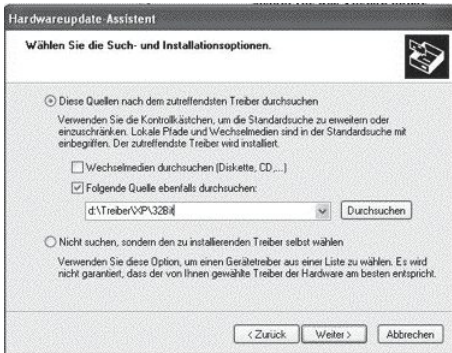 Hardwareupdate-Assistent
Wählen Sie die Such- und Installationsoptionen.
Diese Quellen nach dem zutreffendsten Treiber durchsuchen
Verwenden Sie die Kontrollkästchen, um die Standardsuche zu erweitern oder
einzuschränken. Lokale Pfade und Wechselmedien sind in der Standardsuche mit
einbegriffen. Der zutreffendste Treiber wird installiert.
Wechselmedien durchsuchen (Diskette, CD,...)
Folgende Quelle ebenfalls durchsuchen:
d:\Treiber\XP\32Bit
Durchsuchen
Nicht suchen, sondern den zu installierenden Treiber selbst wählen
Verwenden Sie diese Option, um einen Gerätetreiber aus einer Liste zu wählen. Es wird
nicht garantiert, dass der von Ihnen gewählte Treiber der Hardware am besten entspricht.
< Zurück Weiter > Abbrechen